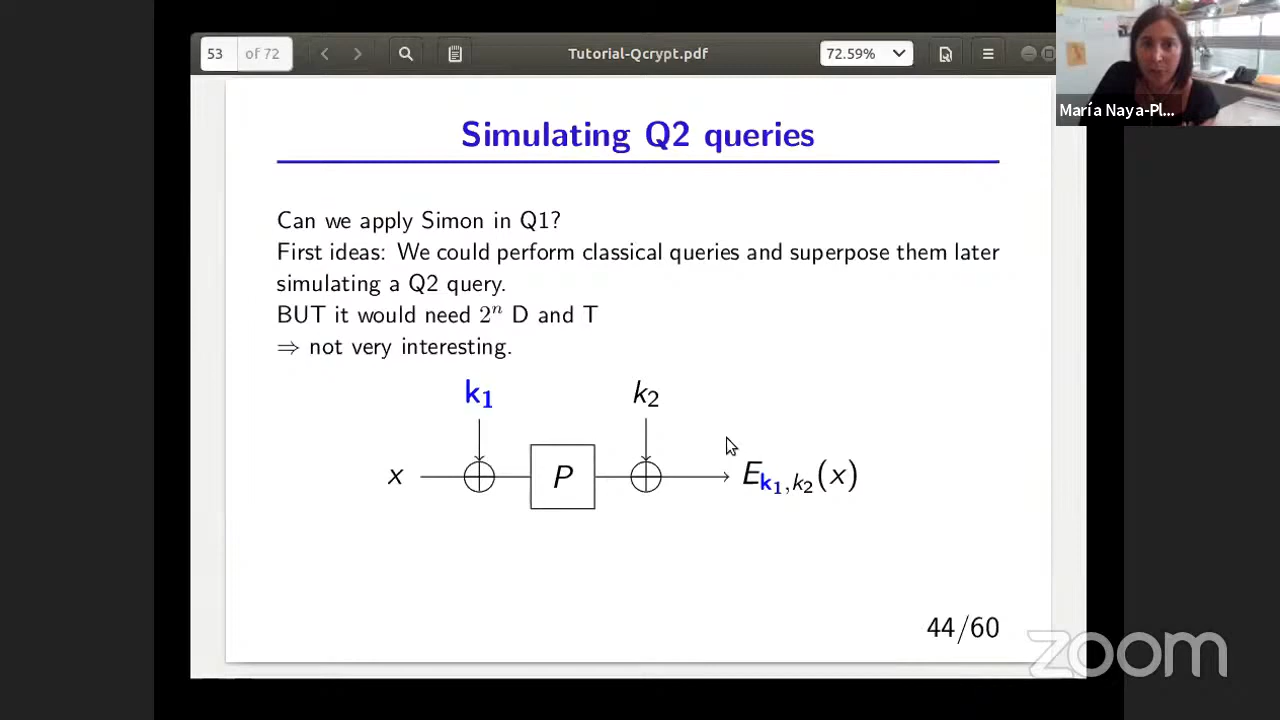 53 of 72
Tutorial-Qcrypt.pdf
72.59%
María Naya-Pl...
Simulating Q2 queries
Can we apply Simon in Q1?
First ideas: We could perform classical queries and superpose them later
simulating a Q2 query.
BUT it would need 2ⁿ D and T
⇒ not very interesting.
k₁ k₂
x ⊕ P ⊕ E_{k₁,k₂}(x)
44/60
zoom